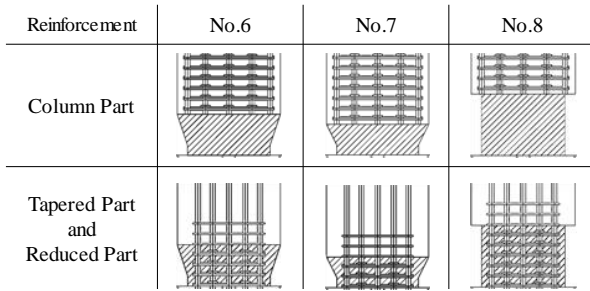 Reinforcement No.6 No.7 No.8
Column Part
Tapered Part
and
Reduced Part